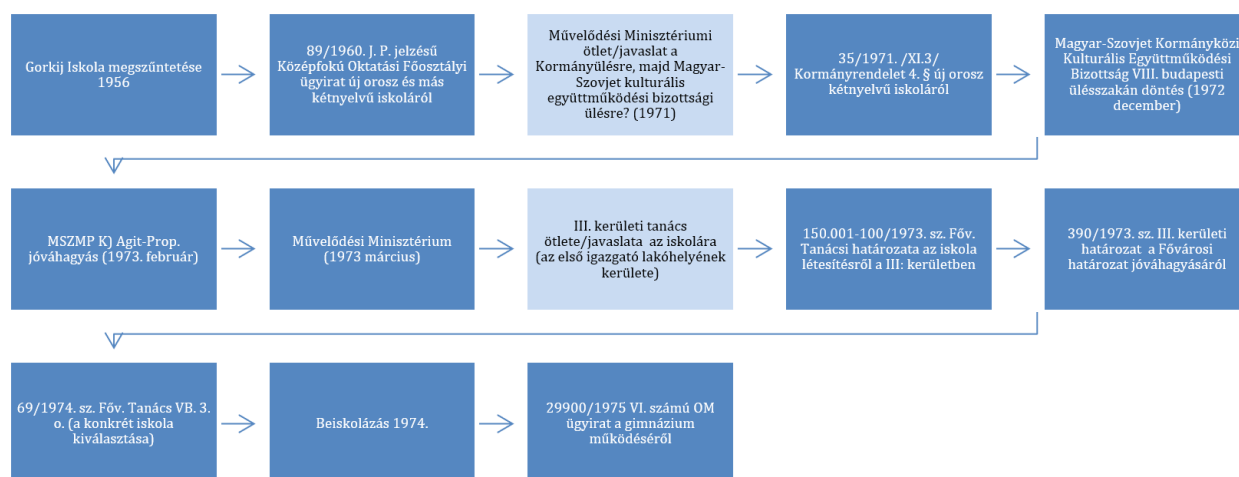 Gorkij Iskola megszűntetése
1956
89/1960. J. P. jelzésű
Középfokú Oktatási Főosztályi
ügyirat új orosz és más
kétnyelvű iskoláról
Művelődési Minisztériumi
ötlet/javaslat a
Kormányülésre, majd Magyar-
Szovjet kulturális
együttműködési bizottsági
ülésre? (1971)
35/1971. /XI.3/
Kormányrendelet 4. § új orosz
kétnyelvű iskoláról
Magyar-Szovjet Kormányközi
Kulturális Együttműködési
Bizottság VIII. budapesti
ülésszakán döntés (1972
december)
MSZMP K) Agit-Prop.
jóváhagyás (1973. február)
Művelődési Minisztérium
(1973 március)
III. kerületi tanács
ötlete/javaslata az iskolára
(az első igazgató lakóhelyének
kerülete)
150.001-100/1973. sz. Főv.
Tanácsi határozata az iskola
létesítésről a III: kerületben
390/1973. sz. III. kerületi
határozat a Fővárosi
határozat jóváhagyásáról
69/1974. sz. Főv. Tanács VB. 3.
o. (a konkrét iskola
kiválasztása)
Beiskolázás 1974.
29900/1975 VI. számú OM
ügyirat a gimnázium
működéséről